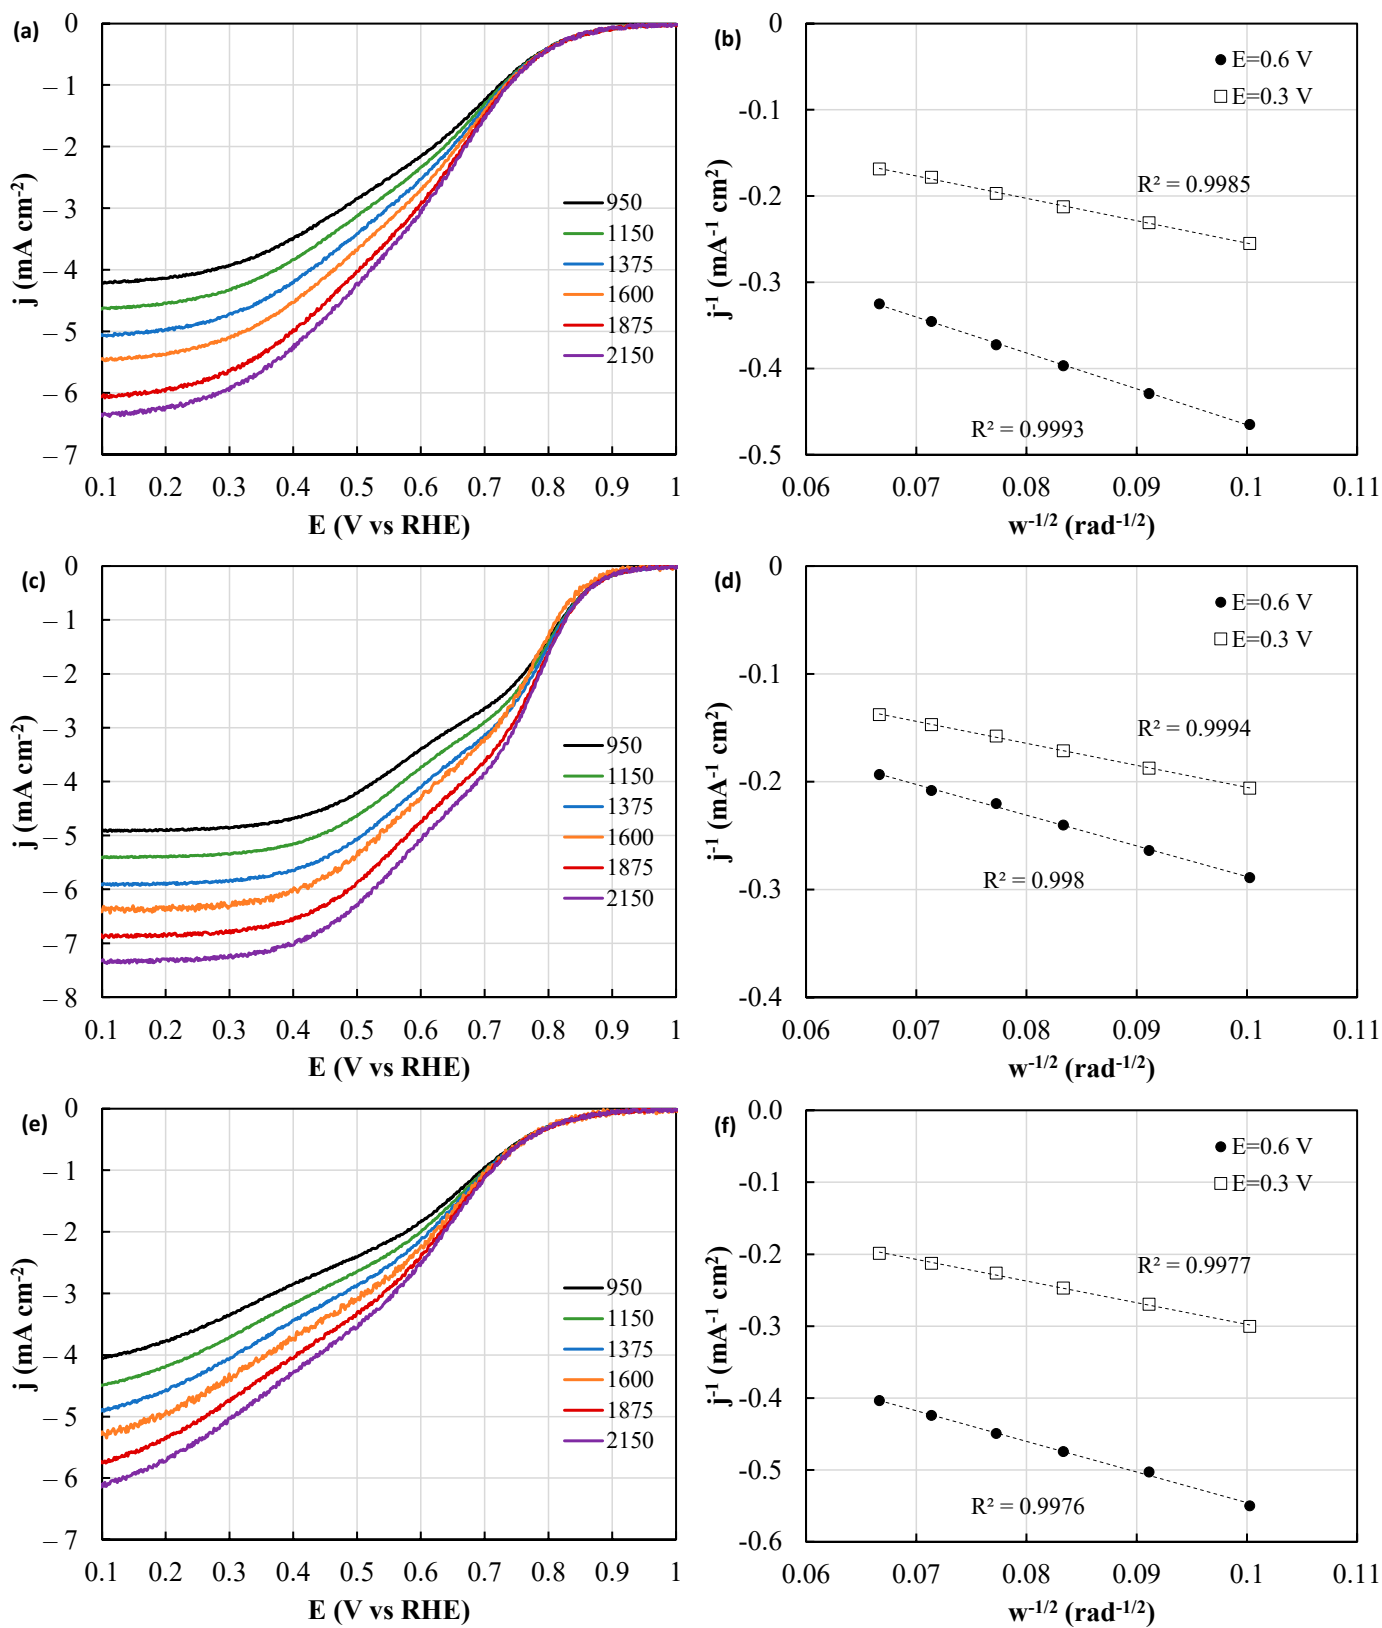 (a)
0
– 1
– 2
– 3
– 4
– 5
– 6
– 7
j (mA cm⁻²)
950
1150
1375
1600
1875
2150
0.1 0.2 0.3 0.4 0.5 0.6 0.7 0.8 0.9 1
E (V vs RHE)
(b)
0
-0.1
-0.2
-0.3
-0.4
-0.5
j⁻¹ (mA⁻¹ cm²)
E=0.6 V
E=0.3 V
R² = 0.9985
R² = 0.9993
0.06 0.07 0.08 0.09 0.1 0.11
w⁻¹/² (rad⁻¹/²)
(c)
0
– 1
– 2
– 3
– 4
– 5
– 6
– 7
– 8
j (mA cm⁻²)
950
1150
1375
1600
1875
2150
0.1 0.2 0.3 0.4 0.5 0.6 0.7 0.8 0.9 1
E (V vs RHE)
(d)
0
-0.1
-0.2
-0.3
-0.4
j⁻¹ (mA⁻¹ cm²)
E=0.6 V
E=0.3 V
R² = 0.9994
R² = 0.998
0.06 0.07 0.08 0.09 0.1 0.11
w⁻¹/² (rad⁻¹/²)
(e)
0
– 1
– 2
– 3
– 4
– 5
– 6
– 7
j (mA cm⁻²)
950
1150
1375
1600
1875
2150
0.1 0.2 0.3 0.4 0.5 0.6 0.7 0.8 0.9 1
E (V vs RHE)
(f)
0.0
-0.1
-0.2
-0.3
-0.4
-0.5
-0.6
j⁻¹ (mA⁻¹ cm²)
E=0.6 V
E=0.3 V
R² = 0.9977
R² = 0.9976
0.06 0.07 0.08 0.09 0.1 0.11
w⁻¹/² (rad⁻¹/²)